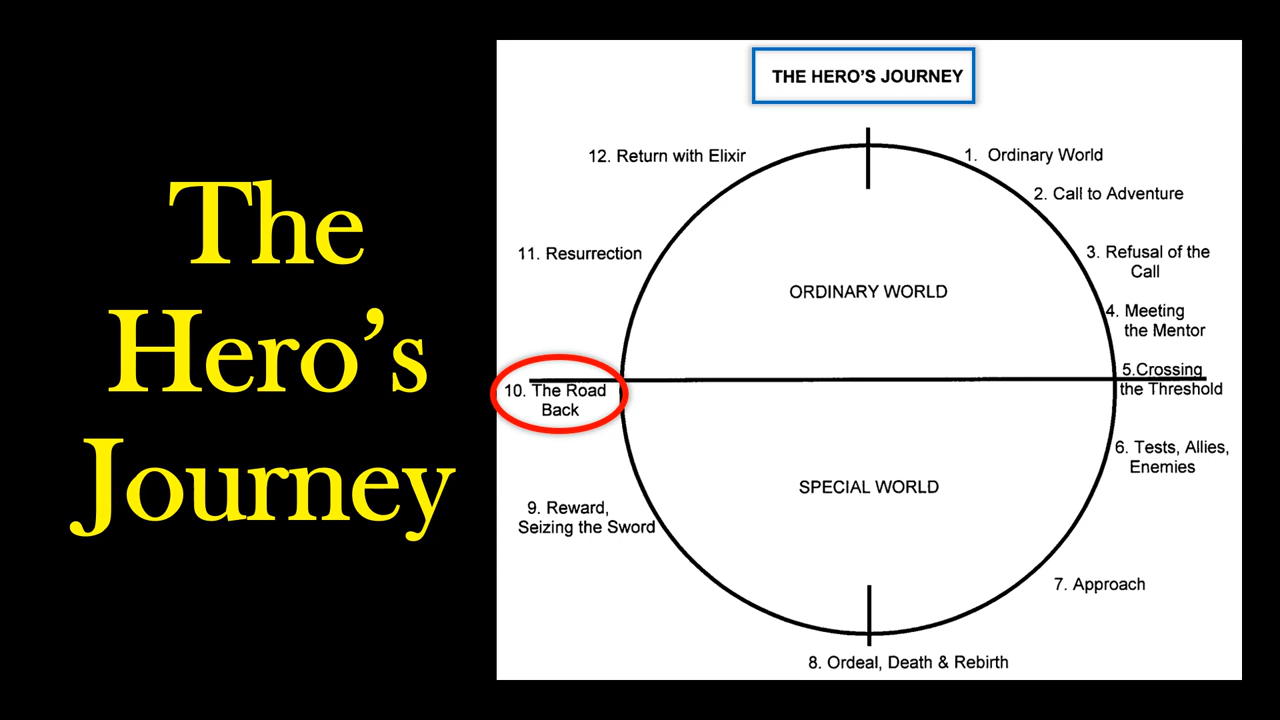 The
Hero’s
Journey
THE HERO’S JOURNEY
12. Return with Elixir
1. Ordinary World
2. Call to Adventure
11. Resurrection
3. Refusal of the
Call
ORDINARY WORLD
4. Meeting
the Mentor
10. The Road
Back
5.Crossing
the Threshold
6. Tests, Allies,
Enemies
SPECIAL WORLD
9. Reward,
Seizing the Sword
7. Approach
8. Ordeal, Death & Rebirth